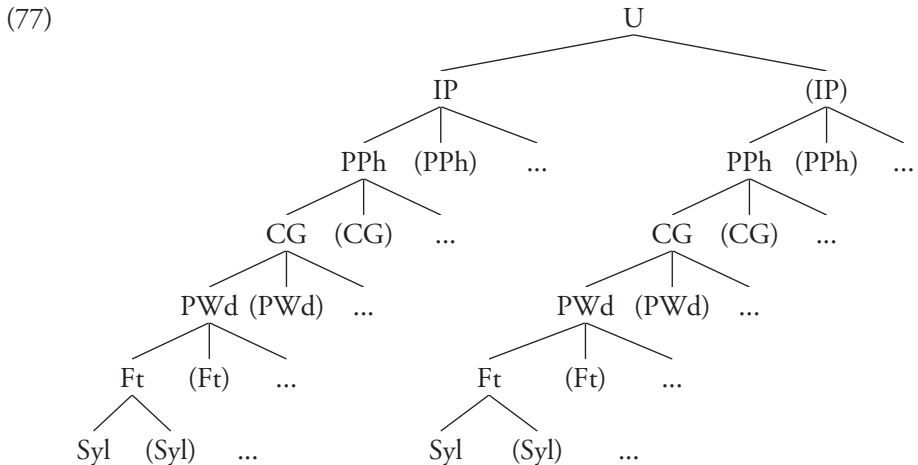 (77) U
IP (IP)
PPh (PPh) ... PPh (PPh) ...
CG (CG) ... CG (CG) ...
PWd (PWd) ... PWd (PWd) ...
Ft (Ft) ... Ft (Ft) ...
Syl (Syl) ... Syl (Syl) ...